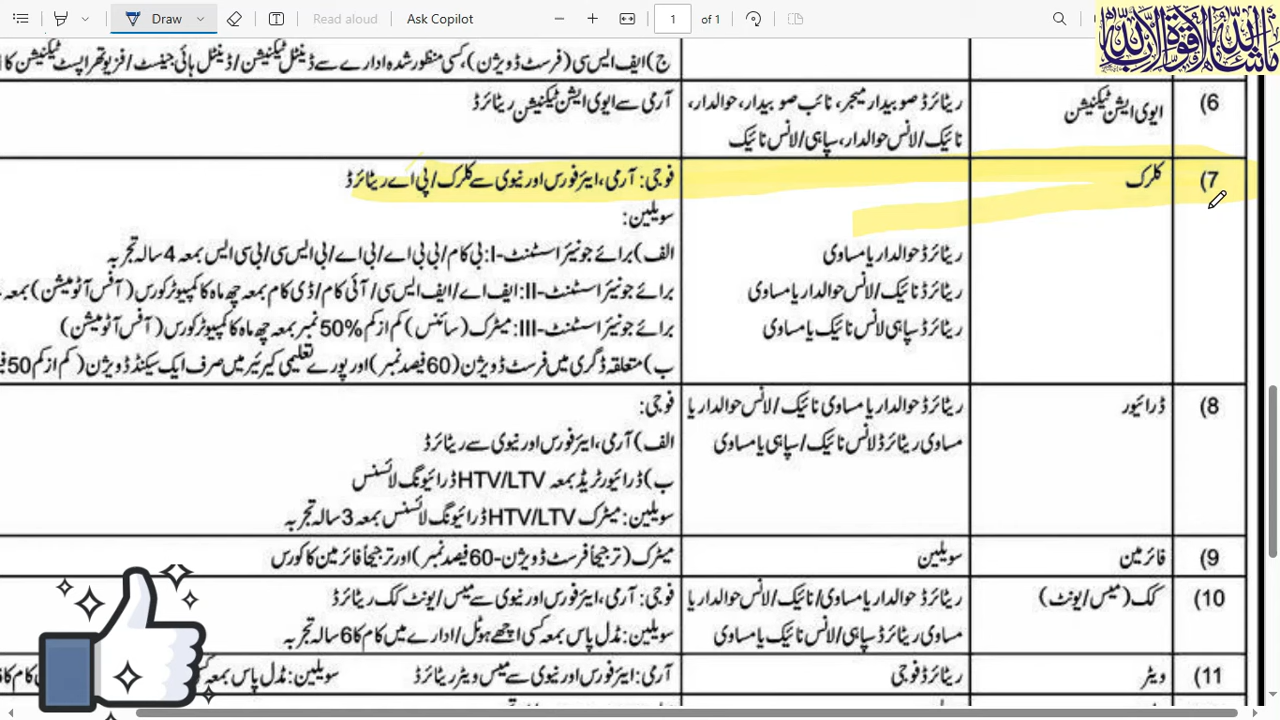 Draw
Read aloud
Ask Copilot
1
of 1
ماشاءاللہ لاقوۃ الا باللہ
ج) ایف ایس سی (فرسٹ ڈویژن)، کسی منظور شدہ ادارے سے ڈینٹل ٹیکنیشن/ڈینٹل ہائی جینسٹ/فزیوتھراپسٹ ٹیکنیشن کا
6)
ایوی ایشن ٹیکنیشن
ریٹائرڈ صوبیدار میجر، نائب صوبیدار، حوالدار،
نائیک/لانس حوالدار، سپاہی/لانس نائیک
آرمی سے ایوی ایشن ٹیکنیشن ریٹائرڈ
7)
کلرک
ریٹائرڈ حوالدار یا مساوی
ریٹائرڈ نائیک/لانس حوالدار یا مساوی
ریٹائرڈ سپاہی لانس نائیک یا مساوی
فوجی: آرمی، ایئرفورس اور نیوی سے کلرک/پی اے ریٹائرڈ
سویلین:
الف) برائے جونیئر اسسٹنٹ-I: بی کام/بی بی اے/بی اے/بی ایس سی/بی سی ایس بمعہ 4 سالہ تجربہ
برائے جونیئر اسسٹنٹ-II: ایف اے/ایف ایس سی/آئی کام/ڈی کام بمعہ چھ ماہ کا کمپیوٹر کورس (آفس آٹومیشن) بمعہ
برائے جونیئر اسسٹنٹ-III: میٹرک (سائنس) کم از کم 50% نمبر بمعہ چھ ماہ کا کمپیوٹر کورس (آفس آٹومیشن)
ب) متعلقہ ڈگری میں فرسٹ ڈویژن (60 فیصد نمبر) اور پورے تعلیمی کیرئیر میں صرف ایک سیکنڈ ڈویژن (کم از کم 50
8)
ڈرائیور
ریٹائرڈ حوالدار یا مساوی نائیک/لانس حوالدار یا
مساوی ریٹائرڈ لانس نائیک/سپاہی یا مساوی
فوجی:
الف) آرمی، ایئرفورس اور نیوی سے ریٹائرڈ
ب) ڈرائیور ٹریڈ بمعہ HTV/LTV ڈرائیونگ لائسنس
سویلین: میٹرک HTV/LTV ڈرائیونگ لائسنس بمعہ 3 سالہ تجربہ
9)
فائرمین
سویلین
میٹرک (ترجیحاً فرسٹ ڈویژن-60 فیصد نمبر) اور ترجیحاً فائرمین کا کورس
10)
کک (میس/یونٹ)
ریٹائرڈ حوالدار یا مساوی/نائیک/لانس حوالدار یا
مساوی ریٹائرڈ سپاہی/لانس نائیک یا مساوی
فوجی: آرمی، ایئرفورس اور نیوی سے میس/یونٹ کک ریٹائرڈ
سویلین: مڈل پاس بمعہ کسی اچھے ہوٹل/ادارے میں کام کا 6 سالہ تجربہ
11)
ویٹر
ریٹائرڈ فوجی
آرمی: ایئرفورس اور نیوی سے میس ویٹر ریٹائرڈ سویلین: مڈل پاس بمعہ